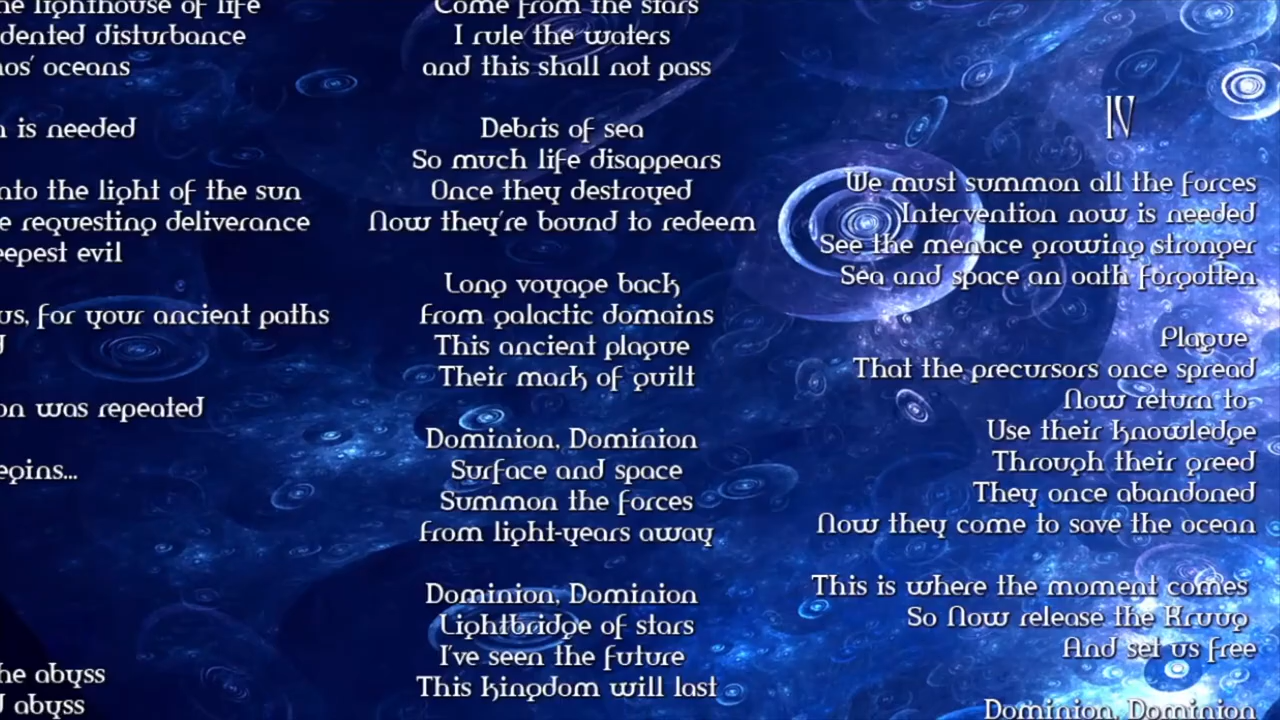 he lighthouse of life
dented disturbance
nos' oceans
n is needed
nto the light of the sun
e requesting deliverance
eepest evil
us, for your ancient paths
d
on was repeated
egins...
he abyss
d abyss
Come from the stars
I rule the waters
and this shall not pass
Debris of sea
So much life disappears
Once they destroyed
Now they're bound to redeem
Long voyage back
from galactic domains
This ancient plague
Their mark of guilt
Dominion, Dominion
Surface and space
Summon the forces
from light-years away
Dominion, Dominion
Lightbridge of stars
I've seen the future
This kingdom will last
IV
We must summon all the forces
Intervention now is needed
See the menace growing stronger
Sea and space an oath forgotten
Plague
That the precursors once spread
Now return to
Use their knowledge
Through their greed
They once abandoned
Now they come to save the ocean
This is where the moment comes
So Now release the Kruug
And set us free
Dominion, Dominion